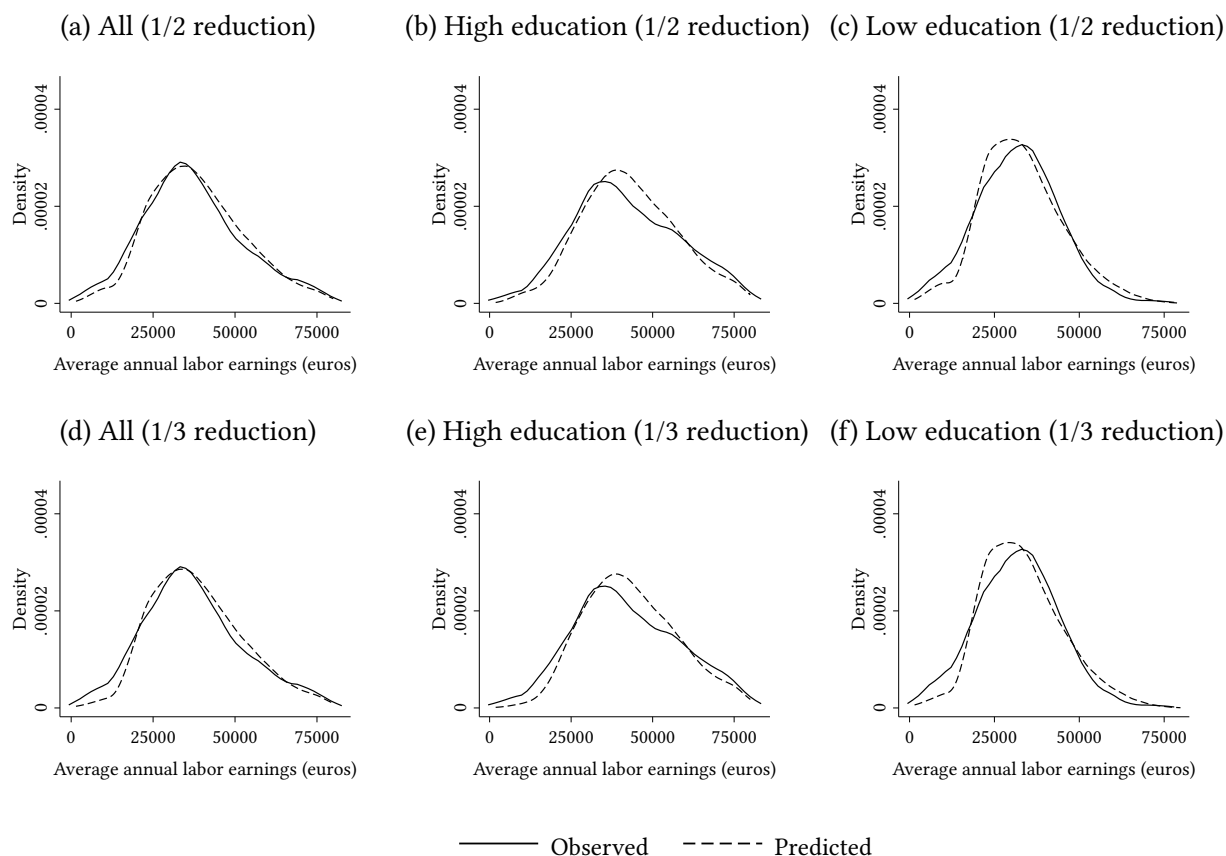 (a) All (1/2 reduction)
(b) High education (1/2 reduction)
(c) Low education (1/2 reduction)
Density
0
.00002
.00004
0
25000
50000
75000
Average annual labor earnings (euros)
Density
0
.00002
.00004
0
25000
50000
75000
Average annual labor earnings (euros)
Density
0
.00002
.00004
0
25000
50000
75000
Average annual labor earnings (euros)
(d) All (1/3 reduction)
(e) High education (1/3 reduction)
(f) Low education (1/3 reduction)
Density
0
.00002
.00004
0
25000
50000
75000
Average annual labor earnings (euros)
Density
0
.00002
.00004
0
25000
50000
75000
Average annual labor earnings (euros)
Density
0
.00002
.00004
0
25000
50000
75000
Average annual labor earnings (euros)
Observed
Predicted